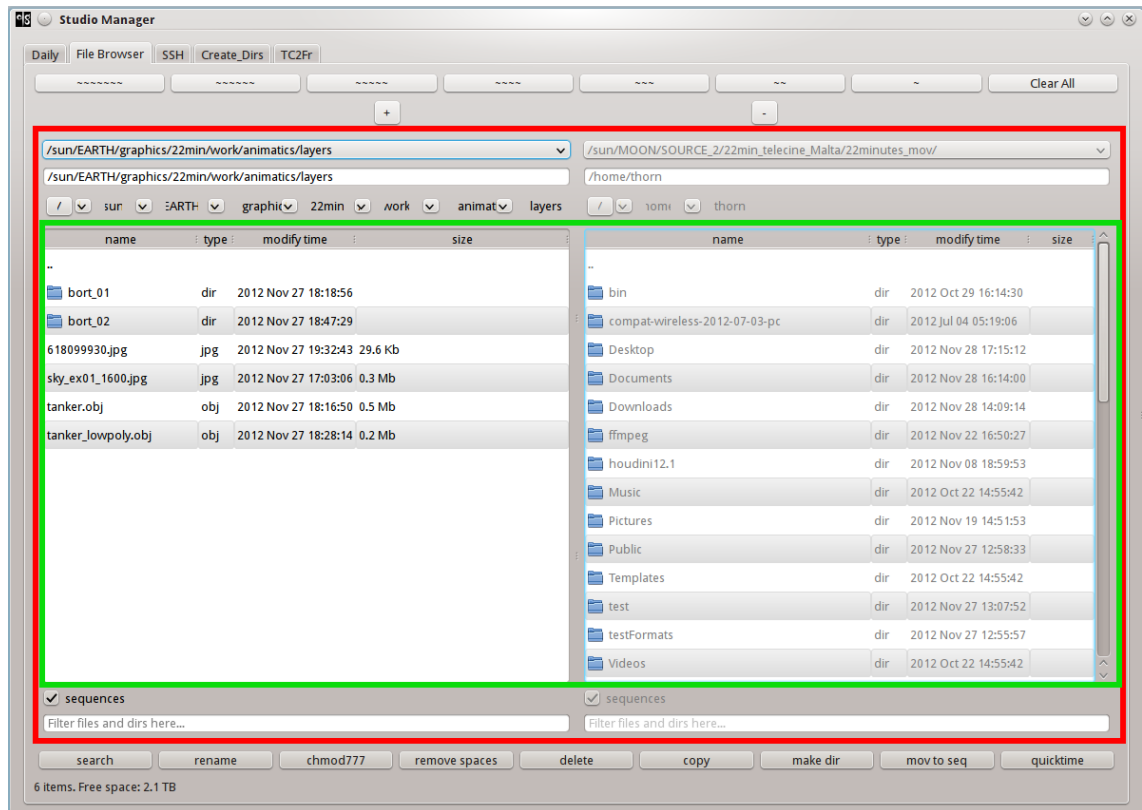 Studio Manager
Daily File Browser SSH Create_Dirs TC2Fr
~~~~~~~ ~~~~~~ ~~~~~ ~~~~ ~~~ ~~ ~ Clear All
+ -
/sun/EARTH/graphics/22min/work/animatics/layers /sun/MOON/SOURCE_2/22min_telecine_Malta/22minutes_mov/
/sun/EARTH/graphics/22min/work/animatics/layers /home/thorn
/ sun EARTH graphic 22min work animat layers / home thorn
name type modify time size name type modify time size
.. ..
bort_01 dir 2012 Nov 27 18:18:56 bin dir 2012 Oct 29 16:14:30
bort_02 dir 2012 Nov 27 18:47:29 compat-wireless-2012-07-03-pc dir 2012 Jul 04 05:19:06
618099930.jpg jpg 2012 Nov 27 19:32:43 29.6 Kb Desktop dir 2012 Nov 28 17:15:12
sky_ex01_1600.jpg jpg 2012 Nov 27 17:03:06 0.3 Mb Documents dir 2012 Nov 28 16:14:00
tanker.obj obj 2012 Nov 27 18:16:50 0.5 Mb Downloads dir 2012 Nov 28 14:09:14
tanker_lowpoly.obj obj 2012 Nov 27 18:28:14 0.2 Mb ffmpeg dir 2012 Nov 22 16:50:27
houdini12.1 dir 2012 Nov 08 18:59:53
Music dir 2012 Oct 22 14:55:42
Pictures dir 2012 Nov 19 14:51:53
Public dir 2012 Nov 27 12:58:33
Templates dir 2012 Oct 22 14:55:42
test dir 2012 Nov 27 13:07:52
testFormats dir 2012 Nov 27 12:55:57
Videos dir 2012 Oct 22 14:55:42
sequences sequences
Filter files and dirs here... Filter files and dirs here...
search rename chmod777 remove spaces delete copy make dir mov to seq quicktime
6 items. Free space: 2.1 TB